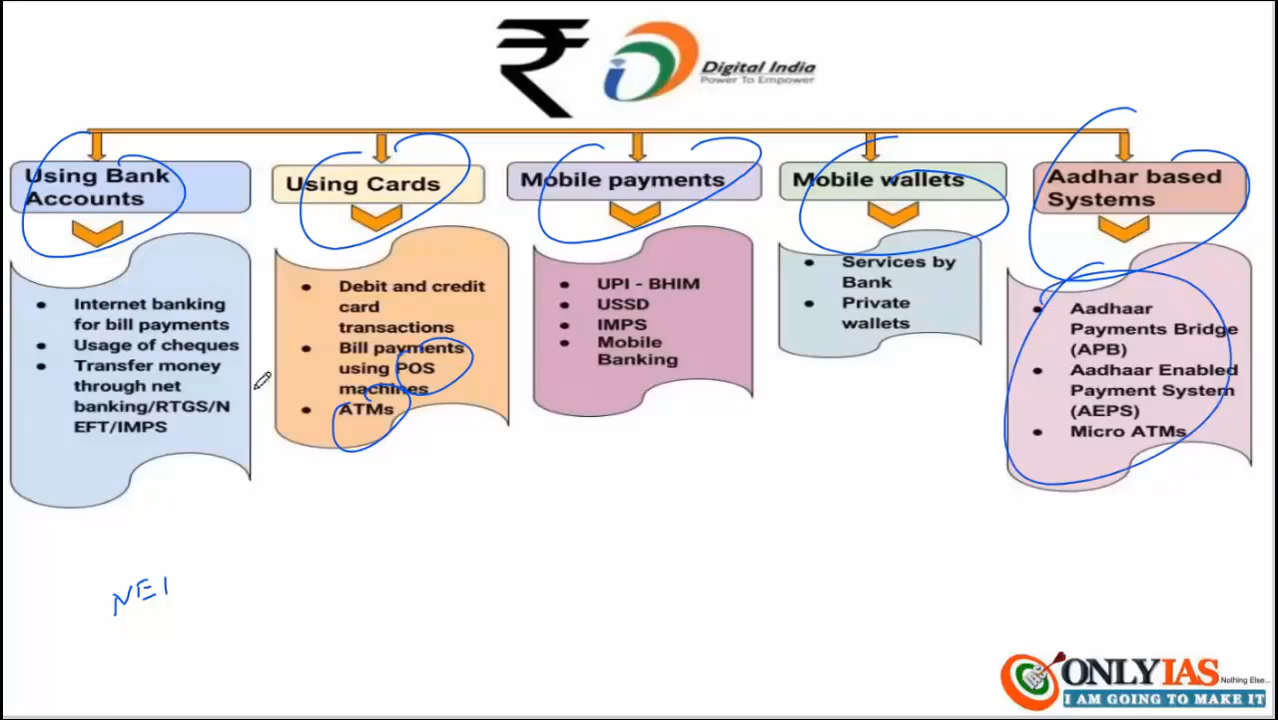 ₹
Digital India
Power To Empower
Using Bank
Accounts
• Internet banking
for bill payments
• Usage of cheques
• Transfer money
through net
banking/RTGS/N
EFT/IMPS
Using Cards
• Debit and credit
card
transactions
• Bill payments
using POS
machines
• ATMs
Mobile payments
• UPI - BHIM
• USSD
• IMPS
• Mobile
Banking
Mobile wallets
• Services by
Bank
• Private
wallets
Aadhar based
Systems
• Aadhaar
Payments Bridge
(APB)
• Aadhaar Enabled
Payment System
(AEPS)
• Micro ATMs
NEI
ONLYIAS
Nothing Else...
I AM GOING TO MAKE IT